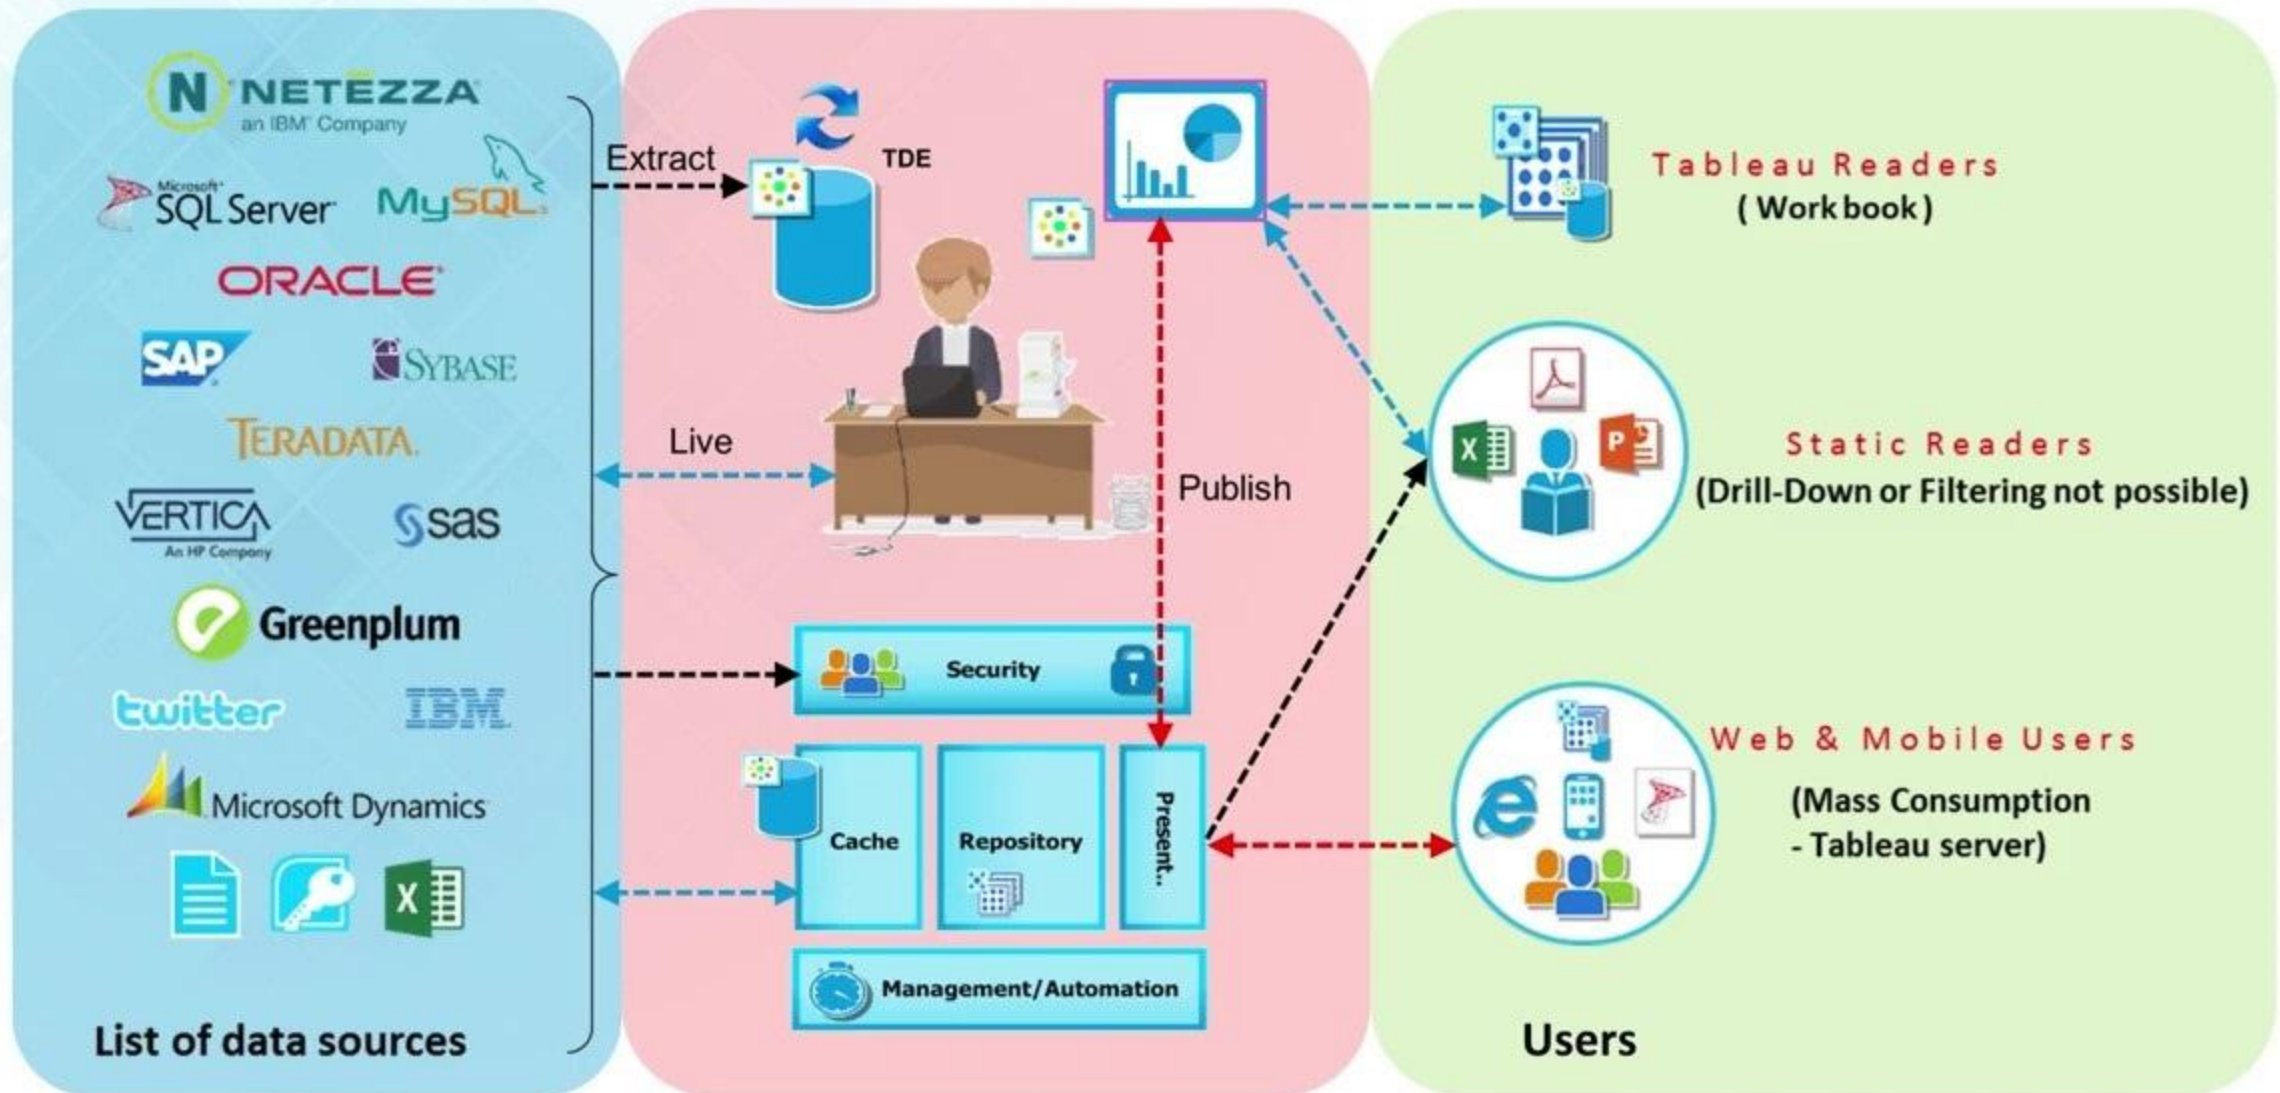 N NETEZZA
an IBM Company
Microsoft
SQL Server
MySQL
ORACLE
SAP
SYBASE
TERADATA
VERTICA
An HP Company
sas
Greenplum
twitter
IBM
Microsoft Dynamics
X
List of data sources
Extract
TDE
Live
Publish
Security
Cache
Repository
Present..
Management/Automation
Tableau Readers
( Work book )
X
P
Static Readers
(Drill-Down or Filtering not possible)
Web & Mobile Users
(Mass Consumption
- Tableau server)
Users